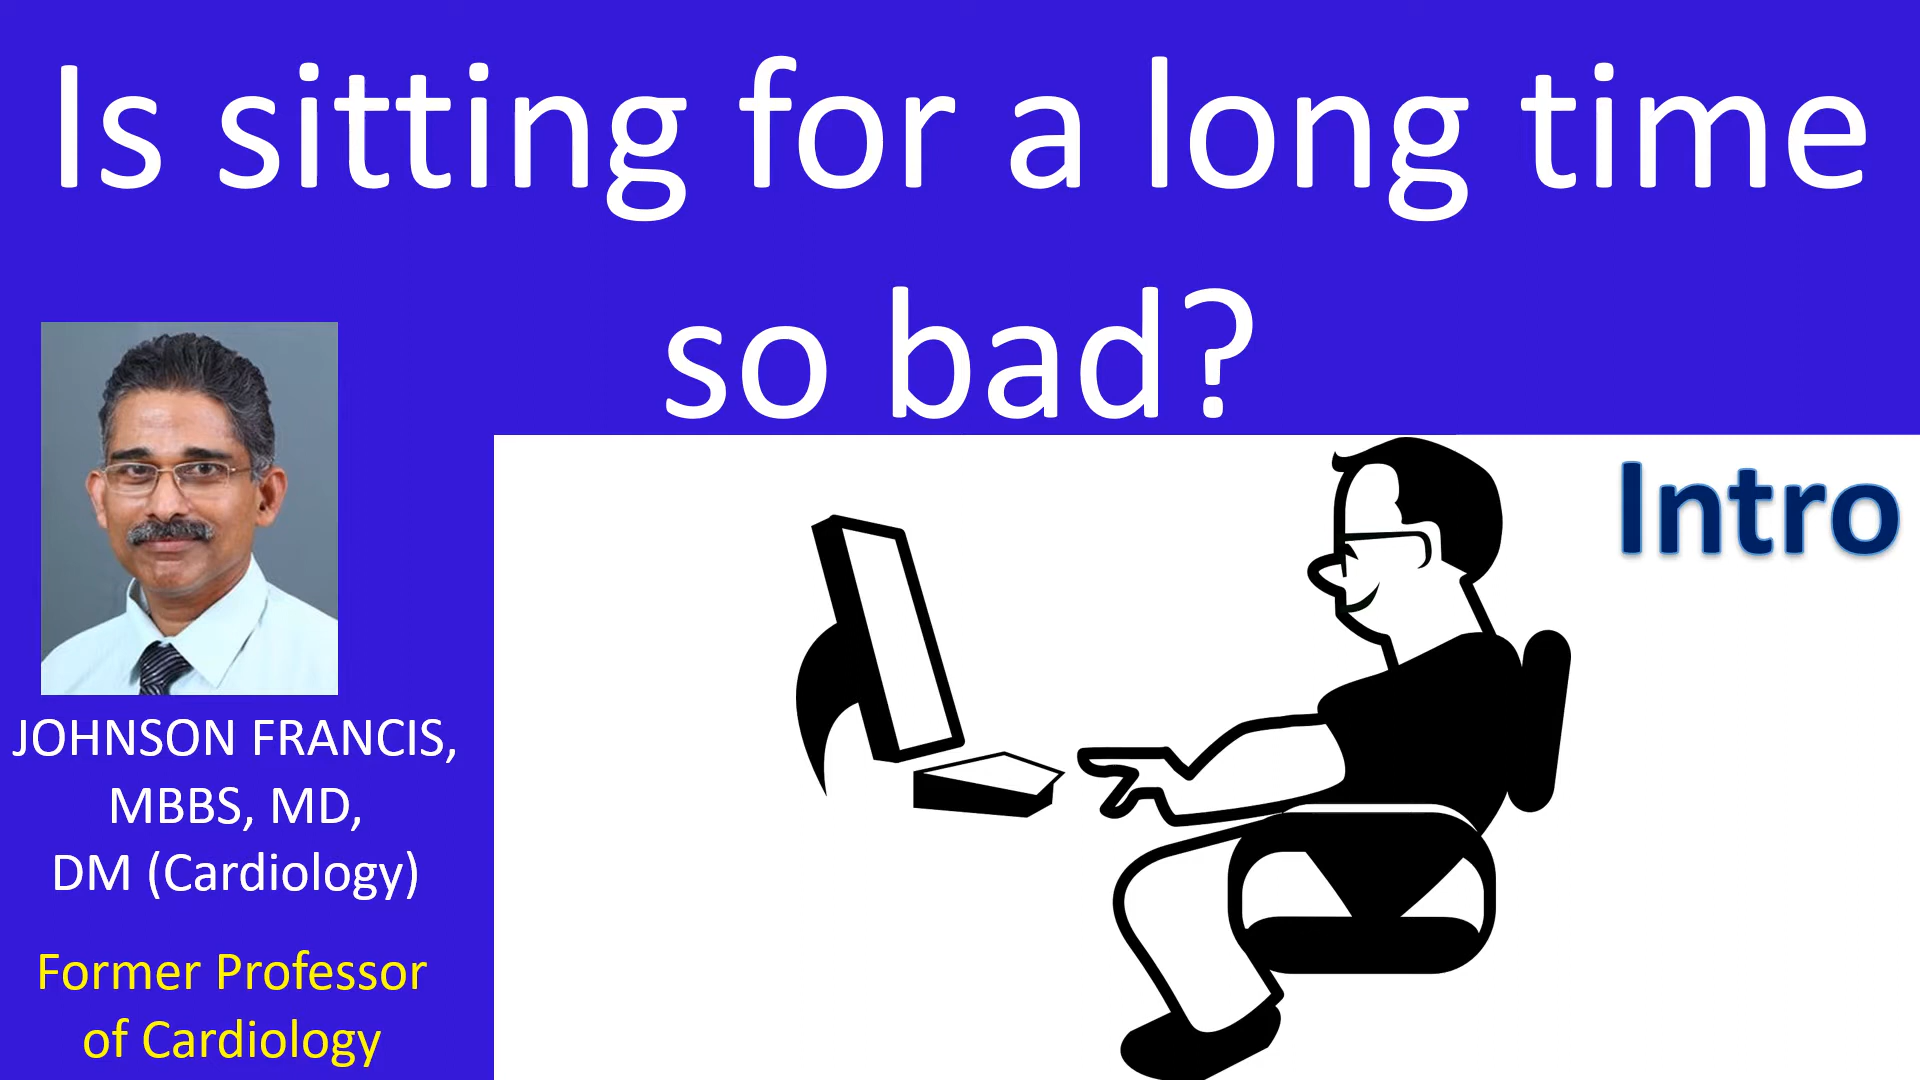 Is sitting for a long time
so bad?
Intro
JOHNSON FRANCIS,
MBBS, MD,
DM (Cardiology)
Former Professor
of Cardiology